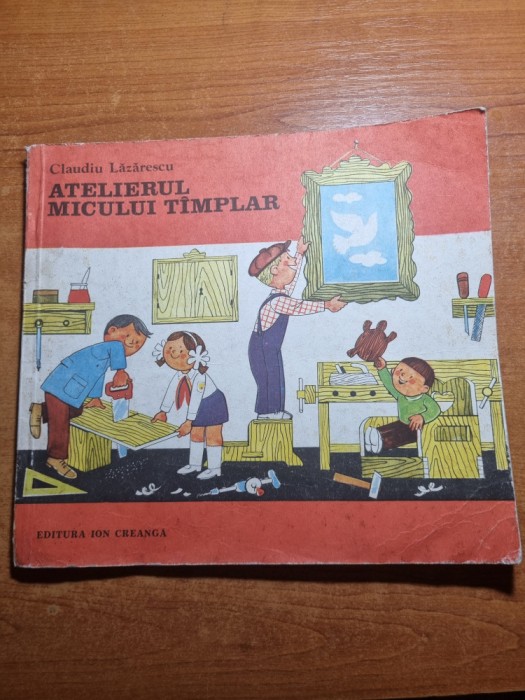 Claudiu Lăzărescu
ATELIERUL
MICULUI TÎMPLAR
EDITURA ION CREANGĂ